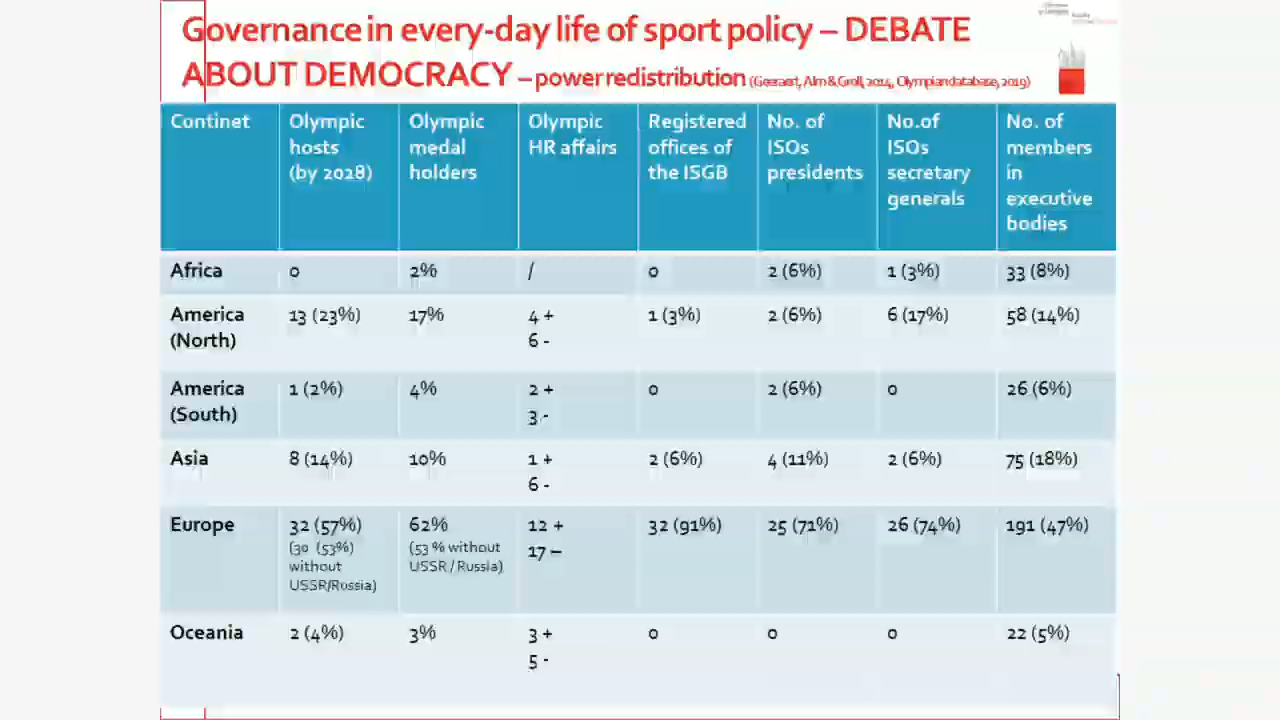 Governance in every-day life of sport policy – DEBATE
ABOUT DEMOCRACY – power redistribution (Geeraert, Alm & Groll, 2014, Olympian database, 2019)
Continet
Olympic
hosts
(by 2028)
Olympic
medal
holders
Olympic
HR affairs
Registered
offices of
the ISGB
No. of
ISOs
presidents
No.of
ISOs
secretary
generals
No. of
members
in
executive
bodies
Africa
0
2%
/
0
2 (6%)
1 (3%)
33 (8%)
America
(North)
13 (23%)
17%
4 +
6 -
1 (3%)
2 (6%)
6 (17%)
58 (14%)
America
(South)
1 (2%)
4%
2 +
3 -
0
2 (6%)
0
26 (6%)
Asia
8 (14%)
10%
1 +
6 -
2 (6%)
4 (11%)
2 (6%)
75 (18%)
Europe
32 (57%)
(30 (53%)
without
USSR/Russia)
62%
(53 % without
USSR / Russia)
12 +
17 –
32 (91%)
25 (71%)
26 (74%)
191 (47%)
Oceania
2 (4%)
3%
3 +
5 -
0
0
0
22 (5%)